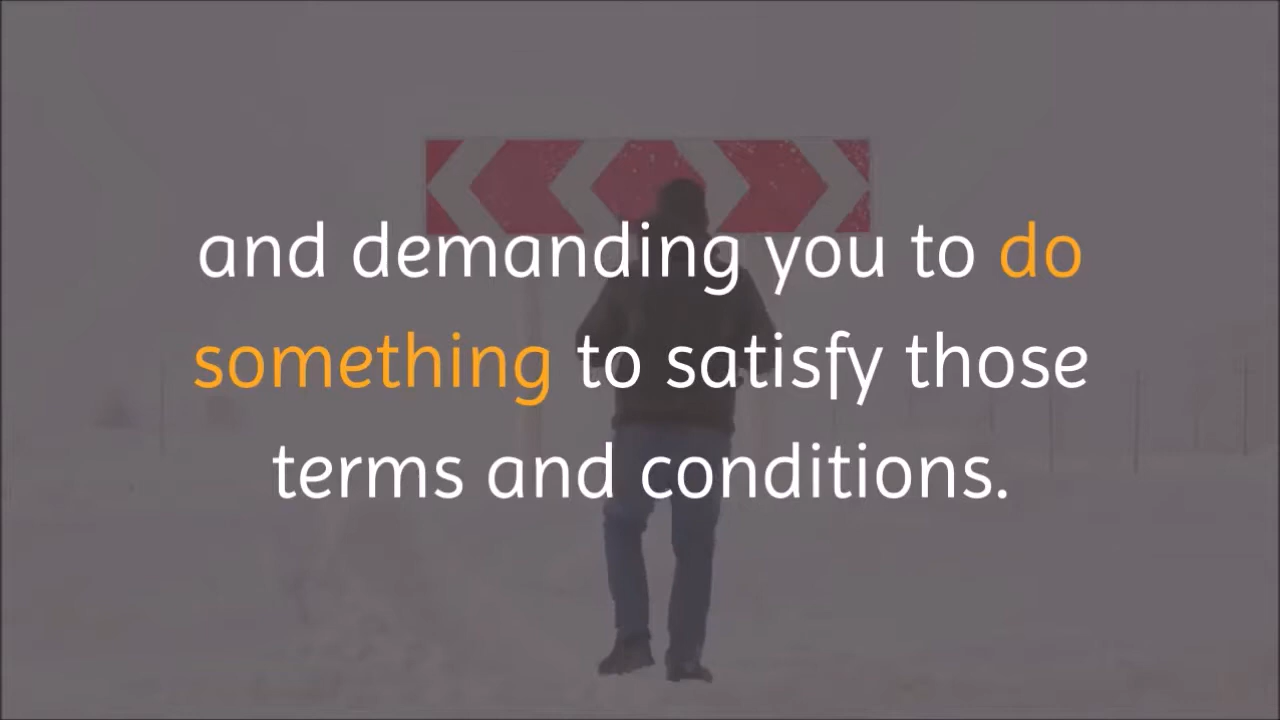 and demanding you to do
something to satisfy those
terms and conditions.